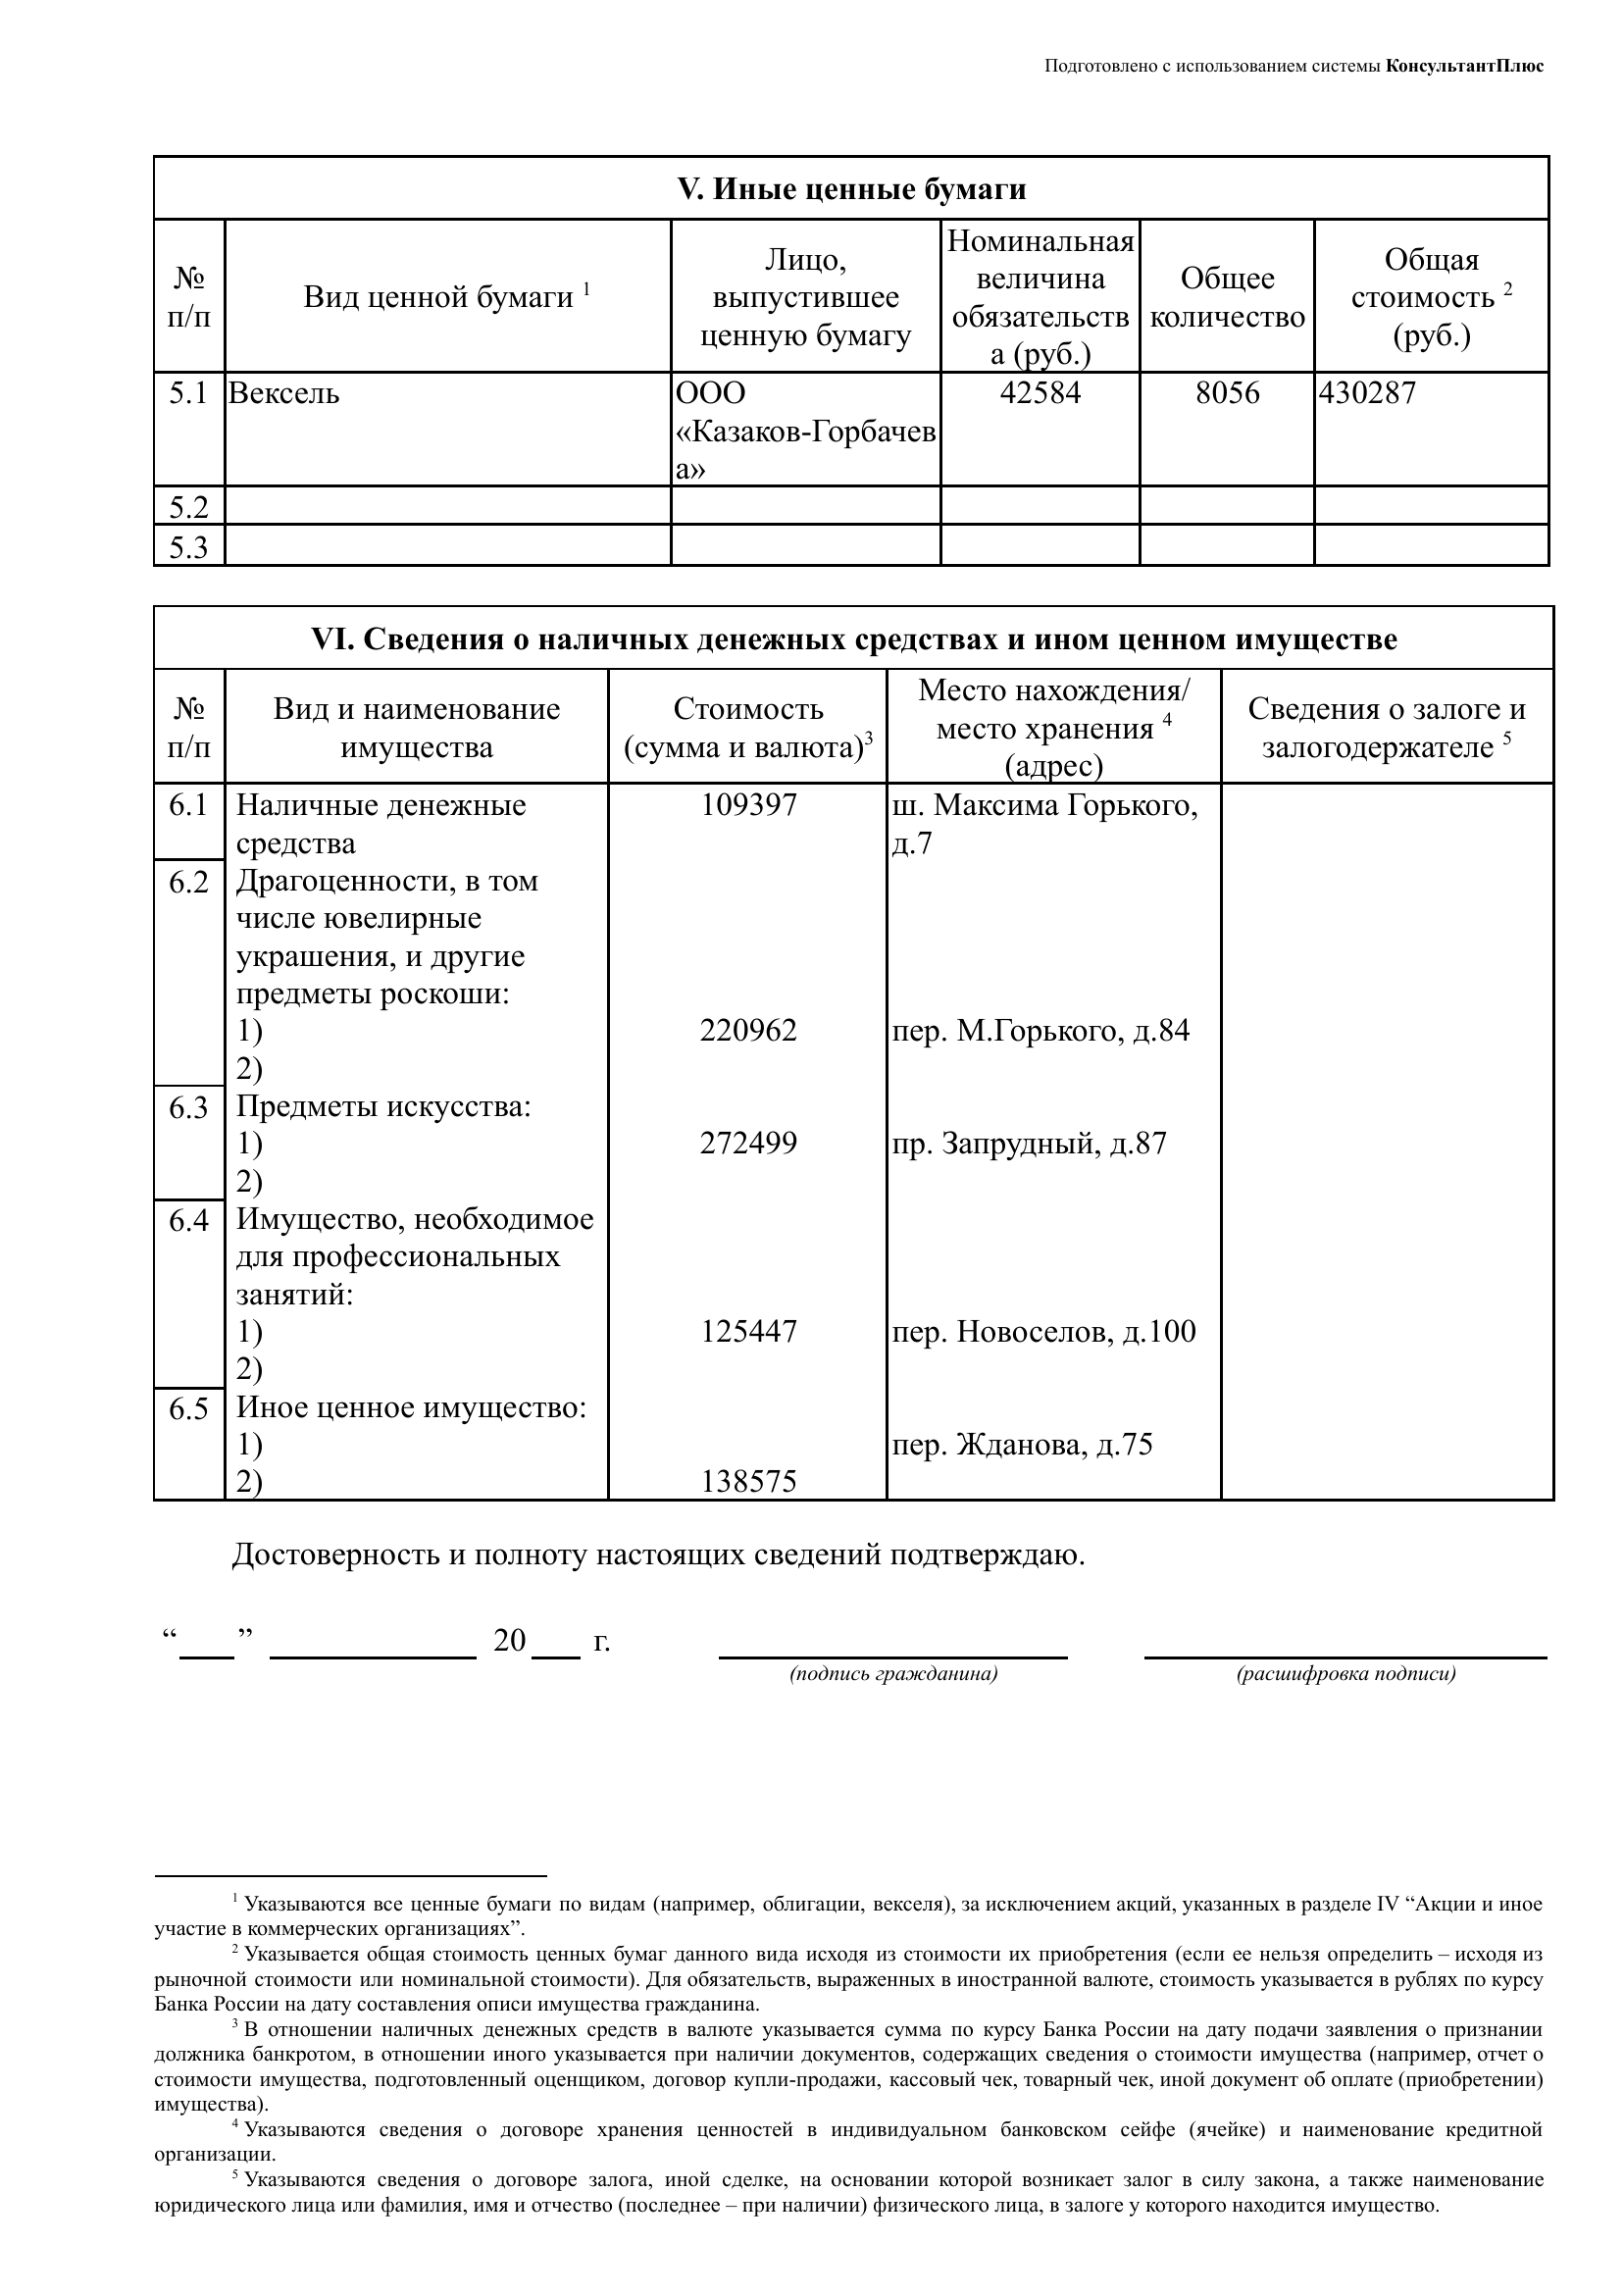 Подготовлено с использованием системы КонсультантПлюс
V. Иные ценные бумаги
№
п/п
Вид ценной бумаги 1
Лицо,
выпустившее
ценную бумагу
Номинальная
величина
обязательств
а (руб.)
Общее
количество
Общая
стоимость 2
(руб.)
5.1
Вексель
ООО
«Казаков-Горбачев
а»
42584
8056
430287
5.2
5.3
VI. Сведения о наличных денежных средствах и ином ценном имуществе
№
п/п
Вид и наименование
имущества
Стоимость
(сумма и валюта)3
Место нахождения/
место хранения 4
(адрес)
Сведения о залоге и
залогодержателе 5
6.1
Наличные денежные
средства
109397
ш. Максима Горького,
д.7
6.2
Драгоценности, в том
числе ювелирные
украшения, и другие
предметы роскоши:
1)
220962
пер. М.Горького, д.84
2)
6.3
Предметы искусства:
1)
272499
пр. Запрудный, д.87
2)
6.4
Имущество, необходимое
для профессиональных
занятий:
1)
125447
пер. Новоселов, д.100
2)
6.5
Иное ценное имущество:
1)
пер. Жданова, д.75
2)
138575
Достоверность и полноту настоящих сведений подтверждаю.
“___” ____________ 20 ___ г.
(подпись гражданина)
(расшифровка подписи)
1 Указываются все ценные бумаги по видам (например, облигации, векселя), за исключением акций, указанных в разделе IV “Акции и иное
участие в коммерческих организациях”.
2 Указывается общая стоимость ценных бумаг данного вида исходя из стоимости их приобретения (если ее нельзя определить – исходя из
рыночной стоимости или номинальной стоимости). Для обязательств, выраженных в иностранной валюте, стоимость указывается в рублях по курсу
Банка России на дату составления описи имущества гражданина.
3 В отношении наличных денежных средств в валюте указывается сумма по курсу Банка России на дату подачи заявления о признании
должника банкротом, в отношении иного указывается при наличии документов, содержащих сведения о стоимости имущества (например, отчет о
стоимости имущества, подготовленный оценщиком, договор купли-продажи, кассовый чек, товарный чек, иной документ об оплате (приобретении)
имущества).
4 Указываются сведения о договоре хранения ценностей в индивидуальном банковском сейфе (ячейке) и наименование кредитной
организации.
5 Указываются сведения о договоре залога, иной сделке, на основании которой возникает залог в силу закона, а также наименование
юридического лица или фамилия, имя и отчество (последнее – при наличии) физического лица, в залоге у которого находится имущество.